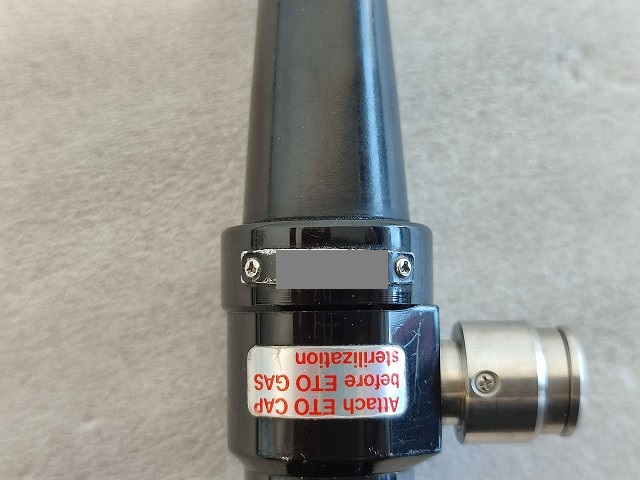 Attach ETO CAP
before ETO GAS
sterilization